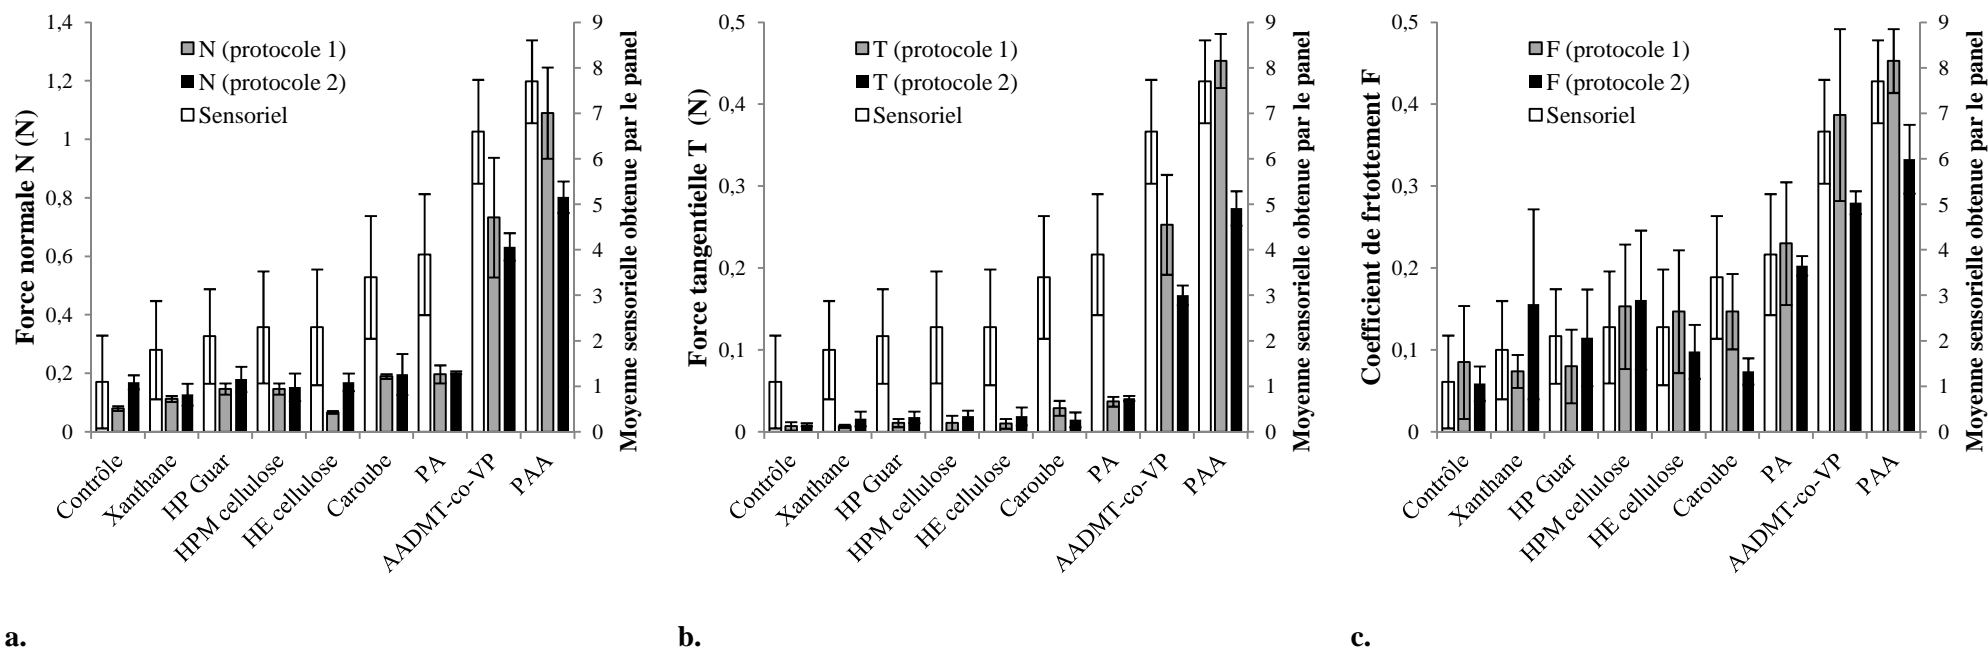 1,4
1,2
1
0,8
0,6
0,4
0,2
0
Force normale N (N)
N (protocole 1)
N (protocole 2)
Sensoriel
9
8
7
6
5
4
3
2
1
0
Moyenne sensorielle obtenue par le panel
Contrôle
Xanthane
HP Guar
HPM cellulose
HE cellulose
Caroube
PA
AADMT-co-VP
PAA
a.
0,5
0,4
0,3
0,2
0,1
0
Force tangentielle T (N)
T (protocole 1)
T (protocole 2)
Sensoriel
9
8
7
6
5
4
3
2
1
0
Moyenne sensorielle obtenue par le panel
Contrôle
Xanthane
HP Guar
HPM cellulose
HE cellulose
Caroube
PA
AADMT-co-VP
PAA
b.
0,5
0,4
0,3
0,2
0,1
0
Coefficient de frtottement F
F (protocole 1)
F (protocole 2)
Sensoriel
9
8
7
6
5
4
3
2
1
0
Moyenne sensorielle obtenue par le panel
Contrôle
Xanthane
HP Guar
HPM cellulose
HE cellulose
Caroube
PA
AADMT-co-VP
PAA
c.